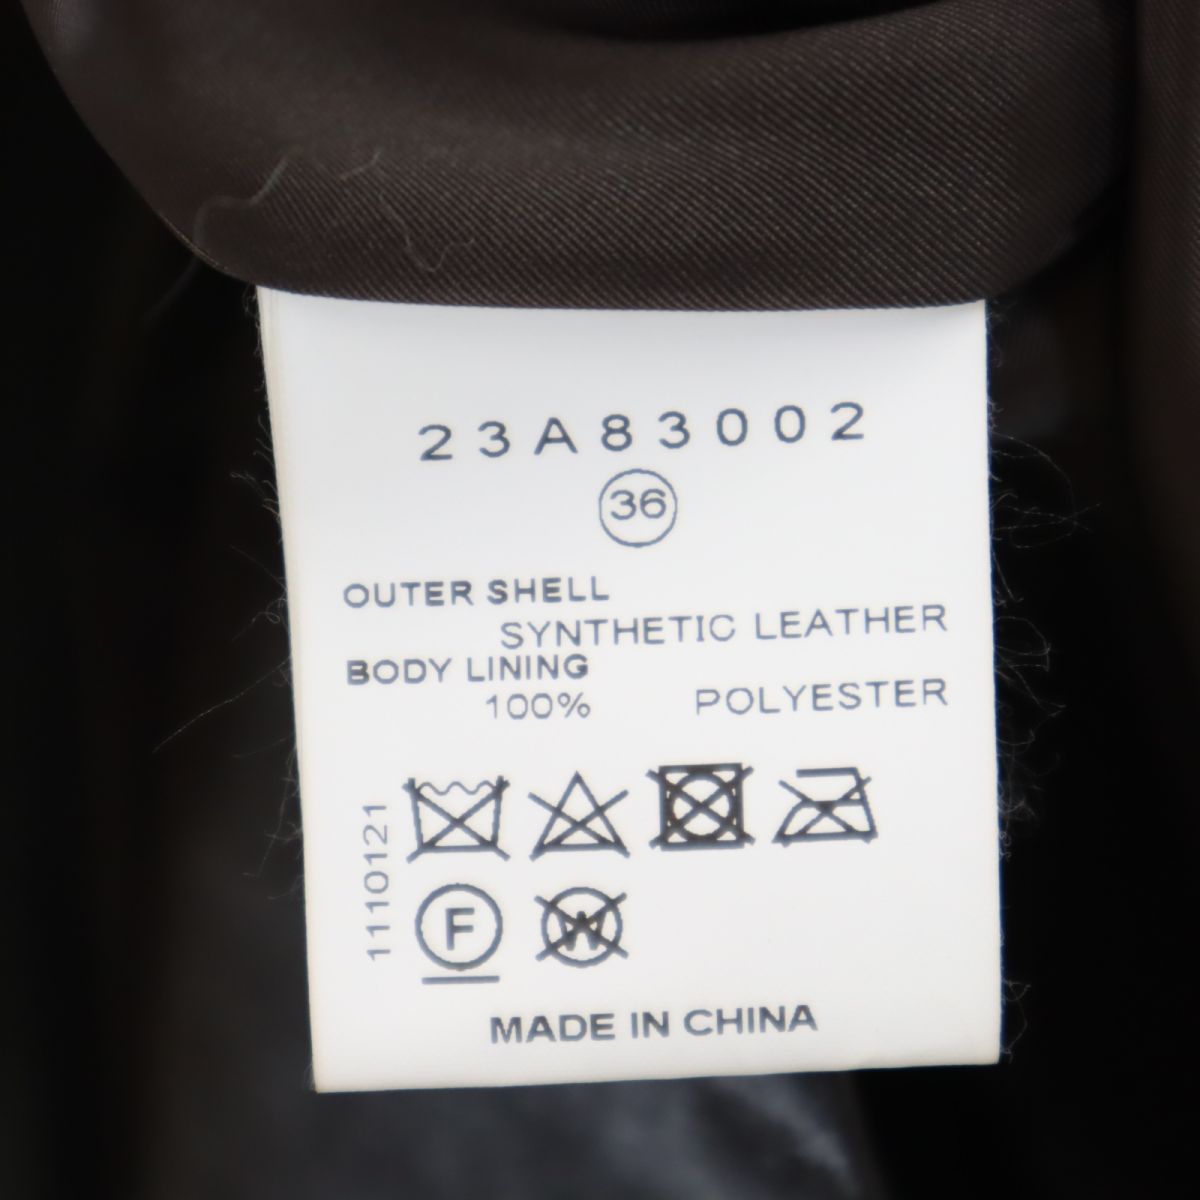 23A83002
36
OUTER SHELL
SYNTHETIC LEATHER
BODY LINING
100% POLYESTER
1110121
F W
MADE IN CHINA